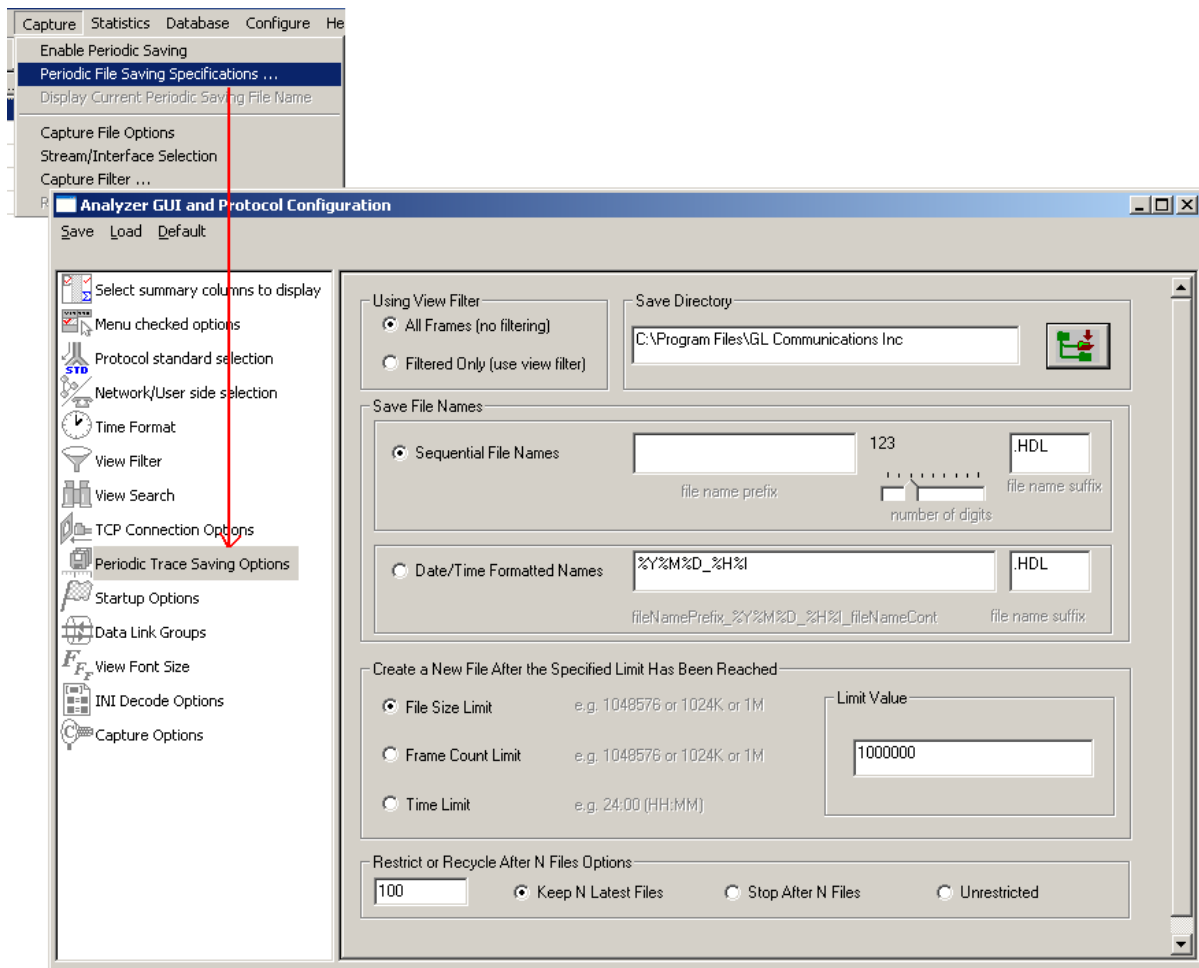 Capture Statistics Database Configure He
Enable Periodic Saving
Periodic File Saving Specifications ...
Display Current Periodic Saving File Name
Capture File Options
Stream/Interface Selection
Capture Filter ...
R
Analyzer GUI and Protocol Configuration
Save Load Default
Select summary columns to display
Menu checked options
Protocol standard selection
Network/User side selection
Time Format
View Filter
View Search
TCP Connection Options
Periodic Trace Saving Options
Startup Options
Data Link Groups
View Font Size
INI Decode Options
Capture Options
Using View Filter
All Frames (no filtering)
Filtered Only (use view filter)
Save Directory
C:\Program Files\GL Communications Inc
Save File Names
Sequential File Names
file name prefix
123
number of digits
.HDL
file name suffix
Date/Time Formatted Names
%Y%M%D_%H%I
.HDL
fileNamePrefix_%Y%M%D_%H%I_fileNameCont
file name suffix
Create a New File After the Specified Limit Has Been Reached
File Size Limit e.g. 1048576 or 1024K or 1M
Frame Count Limit e.g. 1048576 or 1024K or 1M
Time Limit e.g. 24:00 (HH:MM)
Limit Value
1000000
Restrict or Recycle After N Files Options
100 Keep N Latest Files Stop After N Files Unrestricted